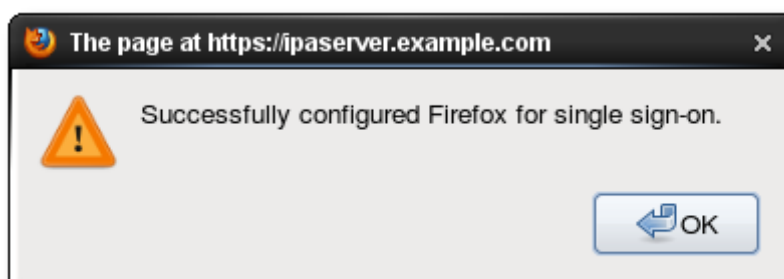 The page at https://ipaserver.example.com
Successfully configured Firefox for single sign-on.
OK